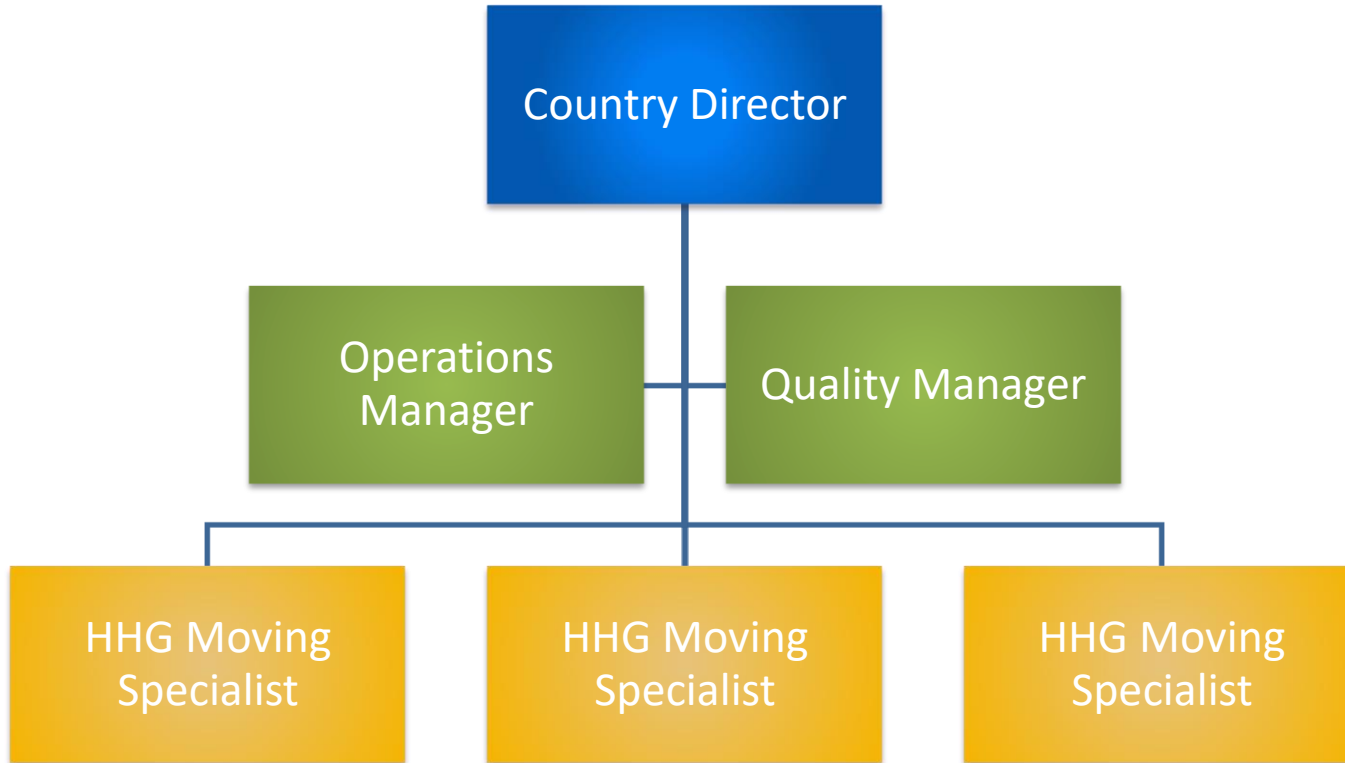 Country Director
Operations
Manager
Quality Manager
HHG Moving
Specialist
HHG Moving
Specialist
HHG Moving
Specialist